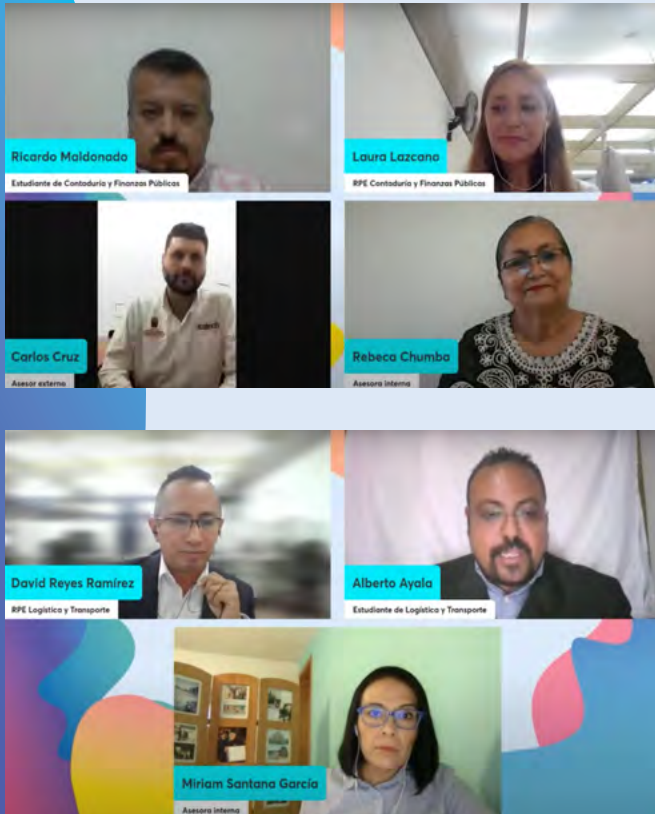 Ricardo Maldonado
Estudiante de Contaduría y Finanzas Públicas
Laura Lazcano
RPE Contaduría y Finanzas Públicas
Carlos Cruz
Asesor externo
Rebeca Chumba
Asesora interna
David Reyes Ramírez
RPE Logística y Transporte
Alberto Ayala
Estudiante de Logística y Transporte
Miriam Santana García
Asesora interna